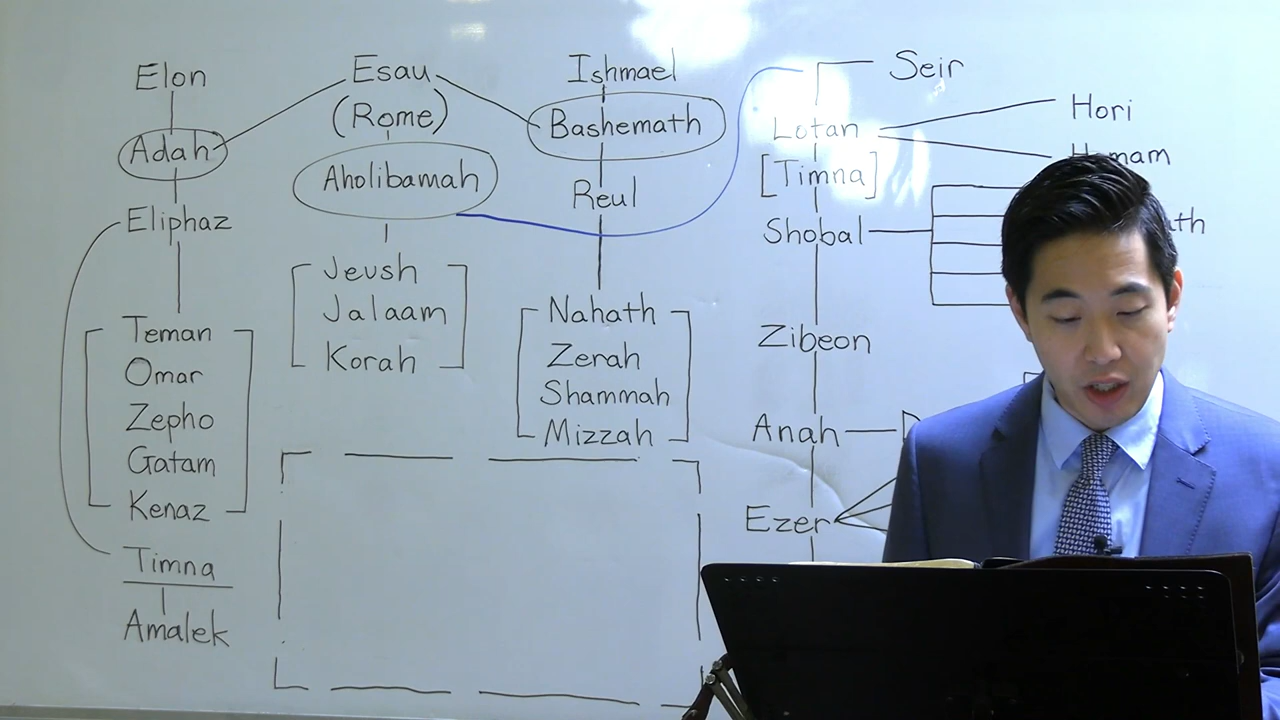 Elon
Adah
Eliphaz
Teman
Omar
Zepho
Gatam
Kenaz
Timna
Amalek
Esau
(Rome)
Aholibamah
Jeush
Jalaam
Korah
Ishmael
Bashemath
Reul
Nahath
Zerah
Shammah
Mizzah
Seir
Lotan
[Timna]
Shobal
Zibeon
Anah
Ezer
Hori